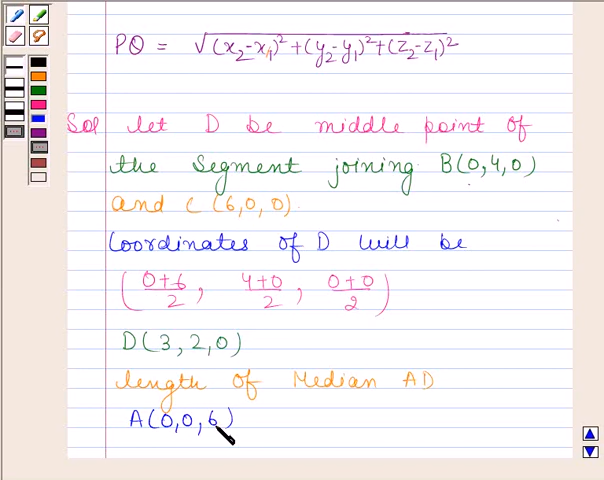 PQ = √(x₂-x₁)²+(y₂-y₁)²+(z₂-z₁)²
Sol let D be middle point of
the Segment joining B(0,4,0)
and C (6,0,0)
Coordinates of D will be
(0+6/2, 4+0/2, 0+0/2)
D(3,2,0)
length of Median AD
A(0,0,6)